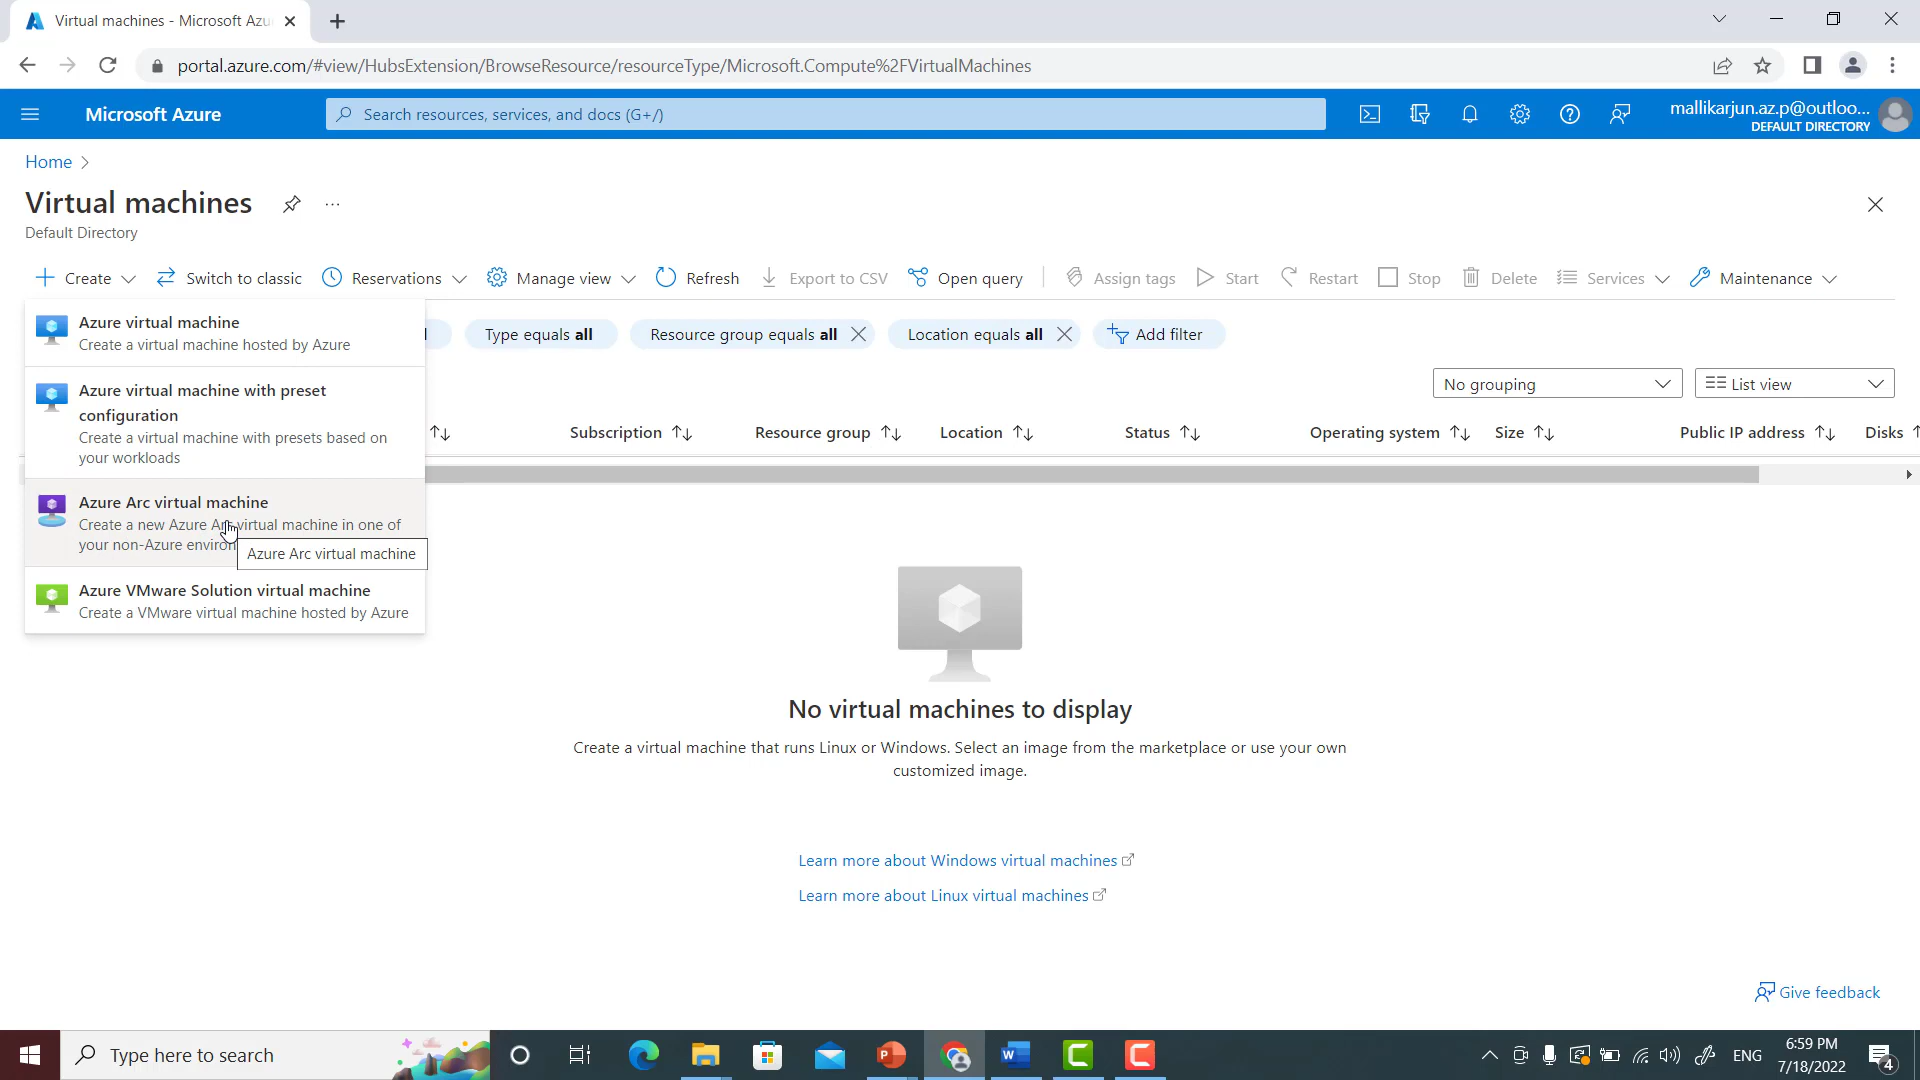 Virtual machines - Microsoft Azu
portal.azure.com/#view/HubsExtension/BrowseResource/resourceType/Microsoft.Compute%2FVirtualMachines
Microsoft Azure
Search resources, services, and docs (G+/)
mallikarjun.az.p@outloo...
DEFAULT DIRECTORY
Home
Virtual machines
Default Directory
Create
Switch to classic
Reservations
Manage view
Refresh
Export to CSV
Open query
Assign tags
Start
Restart
Stop
Delete
Services
Maintenance
Azure virtual machine
Create a virtual machine hosted by Azure
Azure virtual machine with preset
configuration
Create a virtual machine with presets based on
your workloads
Azure Arc virtual machine
Create a new Azure Arc virtual machine in one of
your non-Azure
Azure Arc virtual machine
Azure VMware Solution virtual machine
Create a VMware virtual machine hosted by Azure
Type equals all
Resource group equals all
Location equals all
Add filter
No grouping
List view
Subscription
Resource group
Location
Status
Operating system
Size
Public IP address
Disks
No virtual machines to display
Create a virtual machine that runs Linux or Windows. Select an image from the marketplace or use your own
customized image.
Learn more about Windows virtual machines
Learn more about Linux virtual machines
Give feedback
Type here to search
ENG
6:59 PM
7/18/2022
4